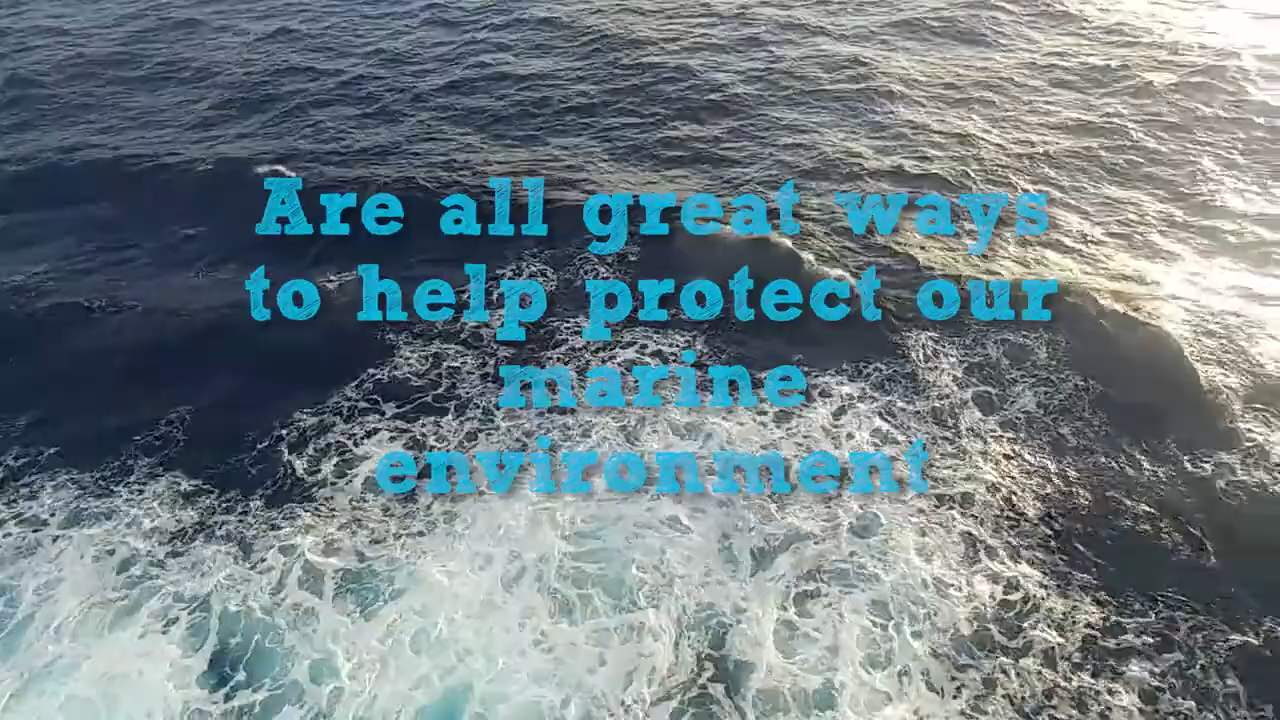 Are all great ways
to help protect our
marine
environment